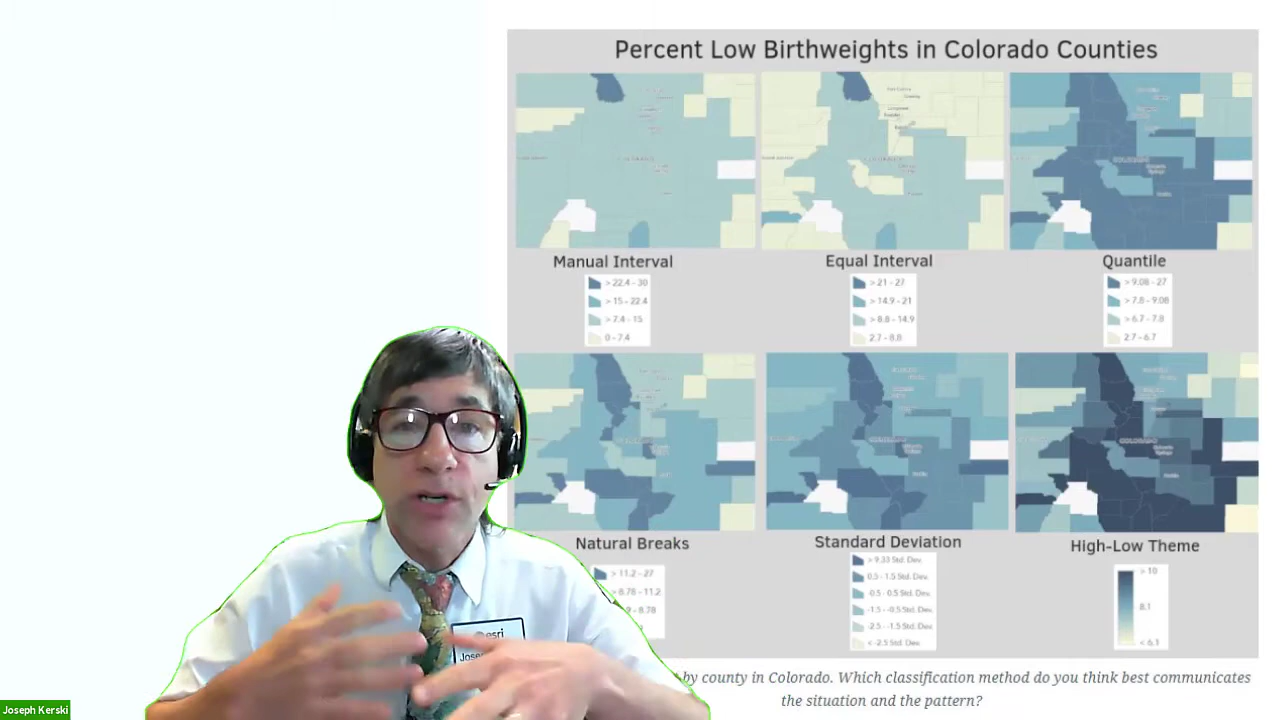 Percent Low Birthweights in Colorado Counties
Manual Interval
> 22.4 - 30
> 15 - 22.4
> 7.4 - 15
0 - 7.4
Equal Interval
> 21 - 27
> 14.9 - 21
> 8.8 - 14.9
2.7 - 8.8
Quantile
> 9.08 - 27
> 7.8 - 9.08
> 6.7 - 7.8
2.7 - 6.7
COLORADO
Natural Breaks
> 11.2 - 27
> 8.78 - 11.2
9 - 8.78
Standard Deviation
> 9.33 Std. Dev.
0.5 - 1.5 Std. Dev.
-0.5 - 0.5 Std. Dev.
-1.5 - -0.5 Std. Dev.
-2.5 - -1.5 Std. Dev.
< -2.5 Std. Dev.
High-Low Theme
> 10
8.1
< 6.3
esri
Jose
by county in Colorado. Which classification method do you think best communicates
the situation and the pattern?
Joseph Kerski